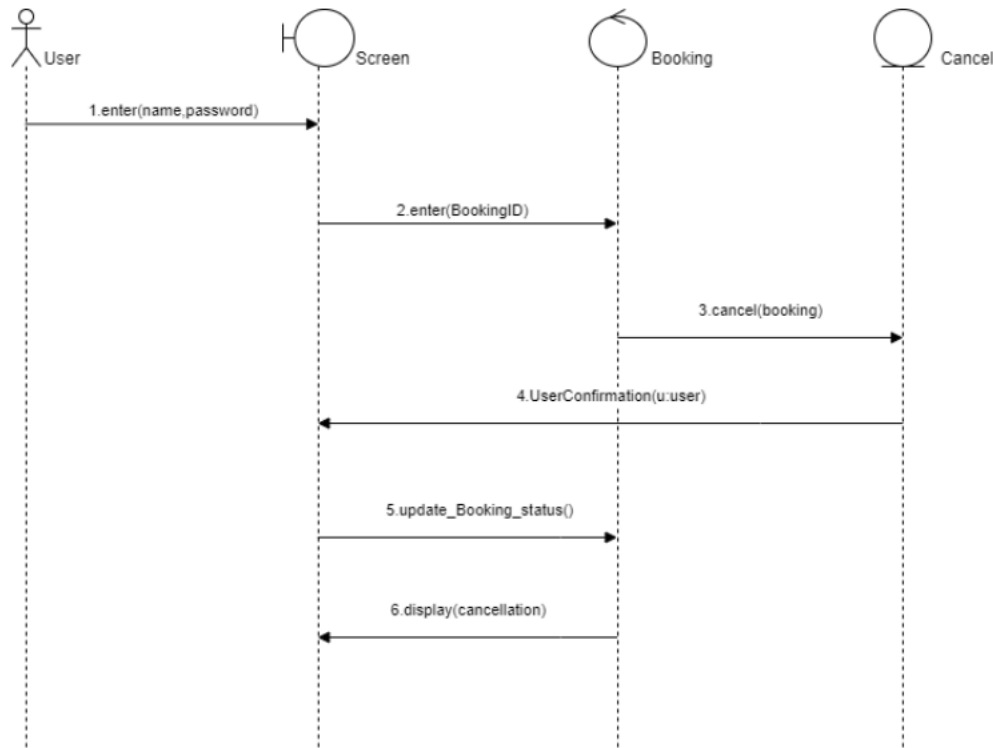 User
Screen
Booking
Cancel
1.enter(name,password)
2.enter(BookingID)
3.cancel(booking)
4.UserConfirmation(u:user)
5.update_Booking_status()
6.display(cancellation)